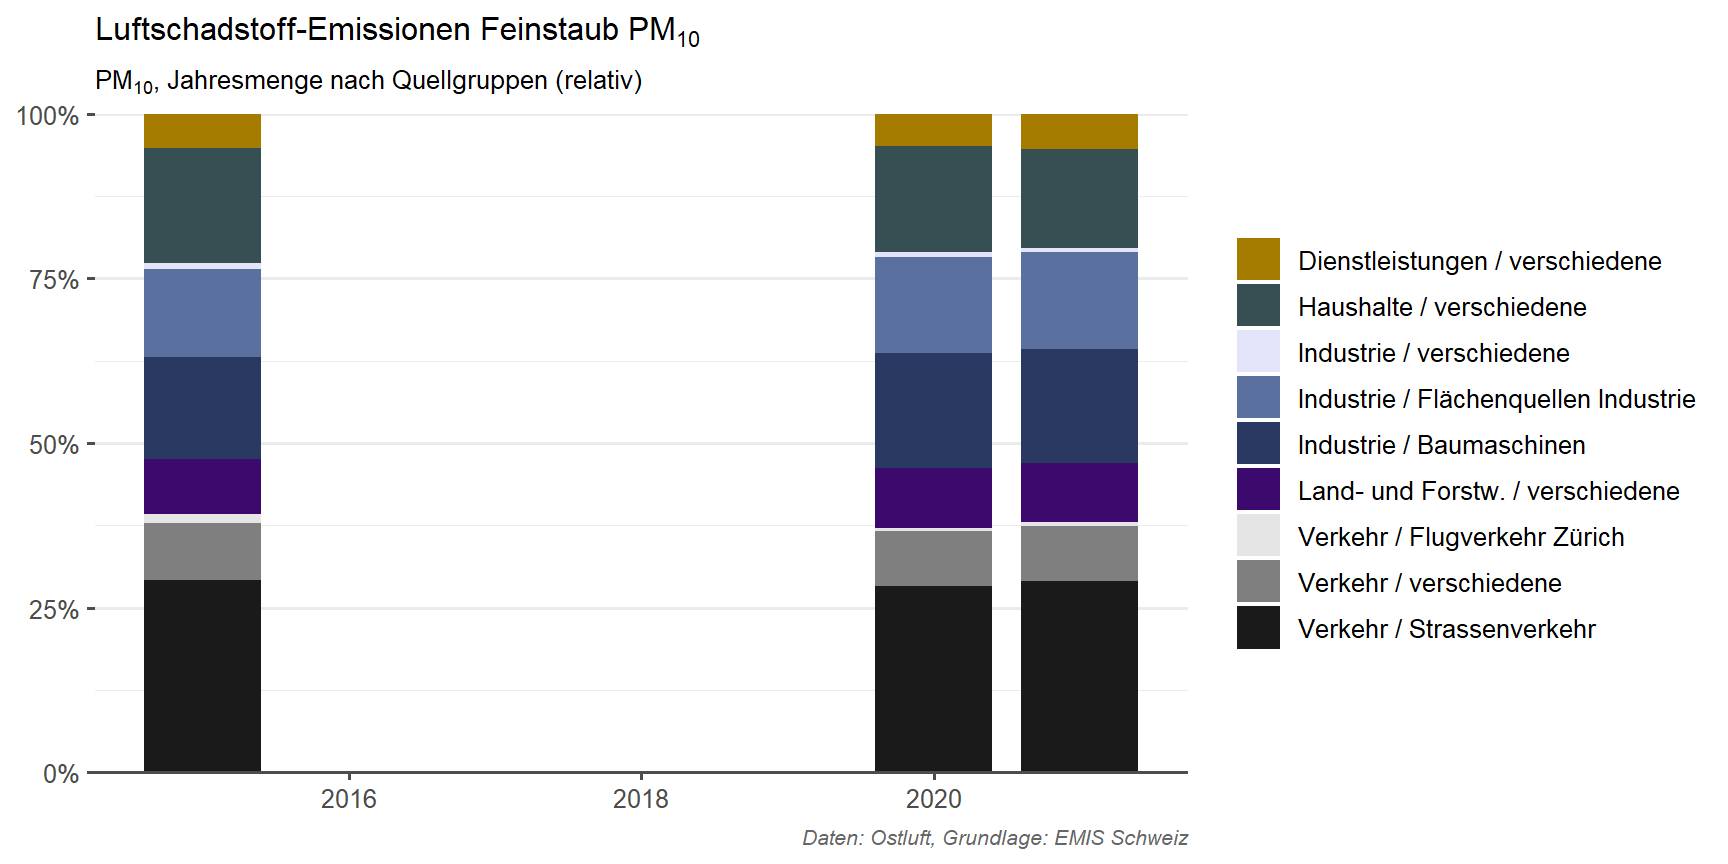 Luftschadstoff-Emissionen Feinstaub PM₁₀
PM₁₀, Jahresmenge nach Quellgruppen (relativ)
100%
75%
50%
25%
0%
2016
2018
2020
Dienstleistungen / verschiedene
Haushalte / verschiedene
Industrie / verschiedene
Industrie / Flächenquellen Industrie
Industrie / Baumaschinen
Land- und Forstw. / verschiedene
Verkehr / Flugverkehr Zürich
Verkehr / verschiedene
Verkehr / Strassenverkehr
Daten: Ostluft, Grundlage: EMIS Schweiz